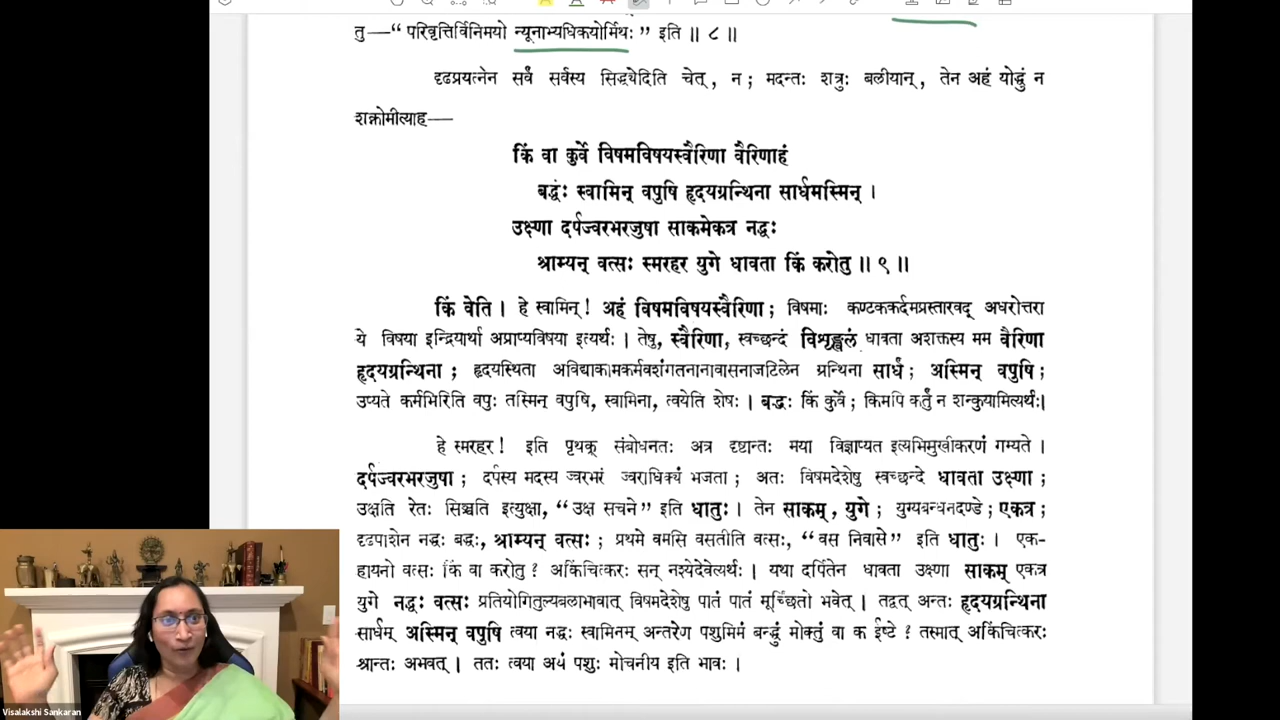 तु—“ परिवृत्तिर्विनिमयो न्यूनाभ्यधिकयोर्मिथः ” इति ॥ ८ ॥
दृढप्रयत्नेन सर्वं सर्वस्य सिद्ध्येदिति चेत् , न ; मदन्तः शत्रुः बलीयान् , तेन अहं योद्धुं न
शक्नोमीत्याह—
किं वा कुर्वे विषमविषयस्वैरिणा वैरिणाहं
बद्धः स्वामिन् वपुषि हृदयग्रन्थिना सार्धमस्मिन् ।
उक्ष्णा दर्पज्वरभरजुषा साकमेकत्र नद्धः
श्राम्यन् वत्सः स्मरहर युगे धावता किं करोतु ॥ ९ ॥
किं वेति । हे स्वामिन् ! अहं विषमविषयस्वैरिणा ; विषमाः कण्टककर्दमप्रस्तारवद् अधरोत्तरा
ये विषया इन्द्रियार्था अप्राप्यविषया इत्यर्थः । तेषु, स्वैरिणा, स्वच्छन्दं विशृङ्खलं धावता अशक्तस्य मम वैरिणा
हृदयग्रन्थिना ; हृदयस्थिता अविद्याकामकर्मवशंगतनानावासनाजटिलेन ग्रन्थिना सार्धं ; अस्मिन् वपुषि ;
उप्यते कर्मभिरिति वपुः तस्मिन् वपुषि, स्वामिना, त्वयेति शेषः । बद्धः किं कुर्वे ; किमपि कर्तुं न शक्नुयामित्यर्थः।
हे स्मरहर ! इति पृथक् संबोधनतः अत्र दृष्टान्तः मया विज्ञाप्यत इत्यभिमुखीकरणं गम्यते ।
दर्पज्वरभरजुषा ; दर्पस्य मदस्य ज्वरभरं ज्वराधिक्यं भजता ; अतः विषमदेशेषु स्वच्छन्दे धावता उक्ष्णा ;
उक्षति रेतः सिञ्चति इत्युक्षा, “ उक्ष सचने ” इति धातुः । तेन साकम् , युगे ; युग्यबन्धनदण्डे ; एकत्र ;
दृढपाशेन नद्धः बद्धः, श्राम्यन् वत्सः ; प्रथमे वमसि वसतीति वत्सः, “ वस निवासे ” इति धातुः । एक-
हायनो वत्सः किं वा करोतु ? अकिंचित्करः सन् नश्येदेवेत्यर्थः । यथा दर्पितेन धावता उक्ष्णा साकम् एकत्र
युगे नद्धः वत्सः प्रतियोगितुल्यबलाभावात् विषमदेशेषु पातं पातं मूर्च्छितो भवेत् । तद्वत् अन्तः हृदयग्रन्थिना
सार्धम् अस्मिन् वपुषि त्वया नद्धः स्वामिनम् अन्तरेण पशुमिमं बन्द्धुं मोक्तुं वा क ईष्टे ? तस्मात् अकिंचित्करः
श्रान्तः अभवत् । ततः त्वया अयं पशुः मोचनीय इति भावः ।
Visalakshi Sankaran